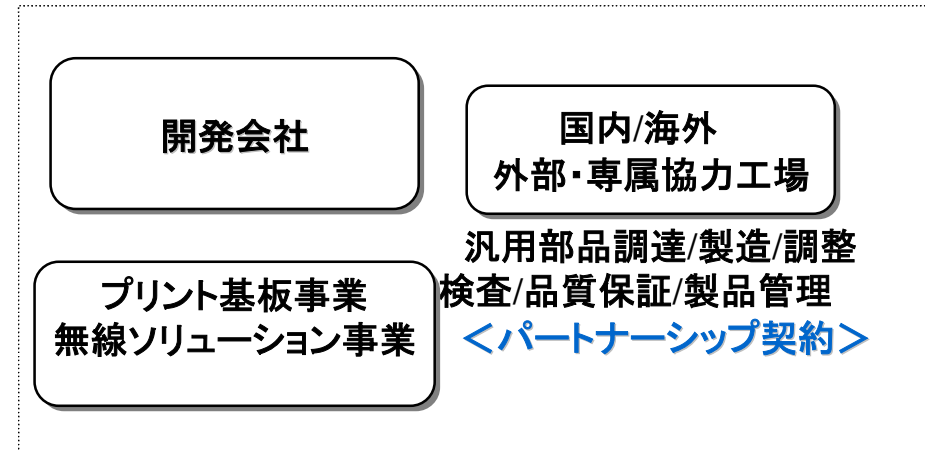 開発会社
国内/海外
外部・専属協力工場
汎用部品調達/製造/調整
検査/品質保証/製品管理
＜パートナーシップ契約＞
プリント基板事業
無線ソリューション事業